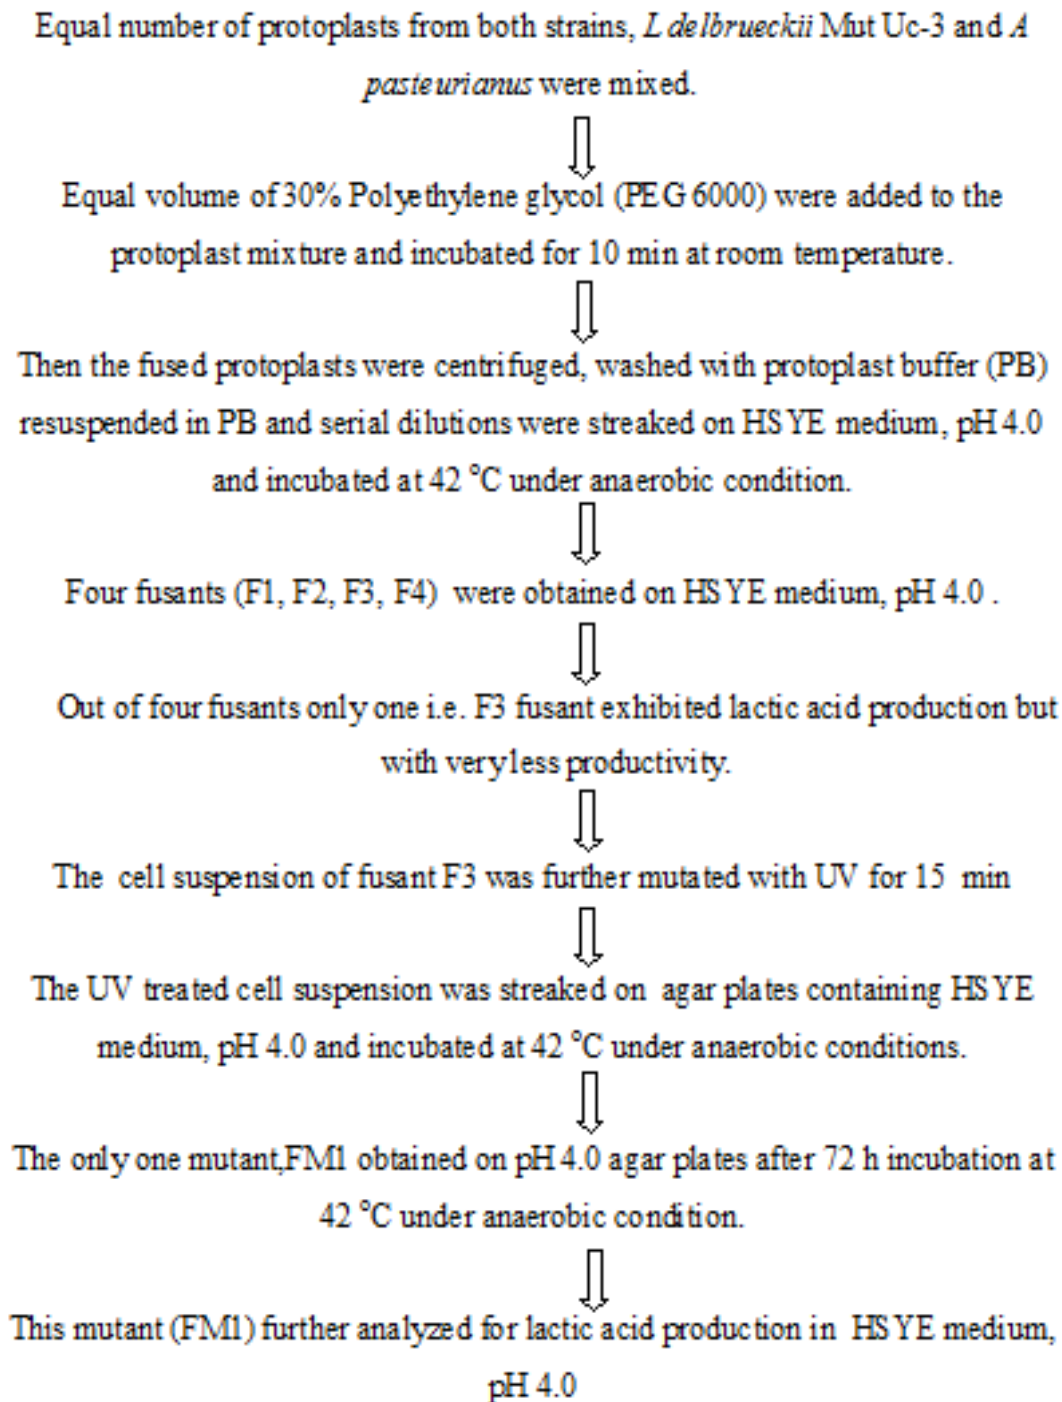 Equal number of protoplasts from both strains, L delbrueckii Mut Uc-3 and A
pasteurianus were mixed.
Equal volume of 30% Polyethylene glycol (PEG 6000) were added to the
protoplast mixture and incubated for 10 min at room temperature.
Then the fused protoplasts were centrifuged, washed with protoplast buffer (PB)
resuspended in PB and serial dilutions were streaked on HSYE medium, pH 4.0
and incubated at 42 °C under anaerobic condition.
Four fusants (F1, F2, F3, F4) were obtained on HSYE medium, pH 4.0 .
Out of four fusants only one i.e. F3 fusant exhibited lactic acid production but
with very less productivity.
The cell suspension of fusant F3 was further mutated with UV for 15 min
The UV treated cell suspension was streaked on agar plates containing HSYE
medium, pH 4.0 and incubated at 42 °C under anaerobic conditions.
The only one mutant,FM1 obtained on pH 4.0 agar plates after 72 h incubation at
42 °C under anaerobic condition.
This mutant (FM1) further analyzed for lactic acid production in HSYE medium,
pH 4.0